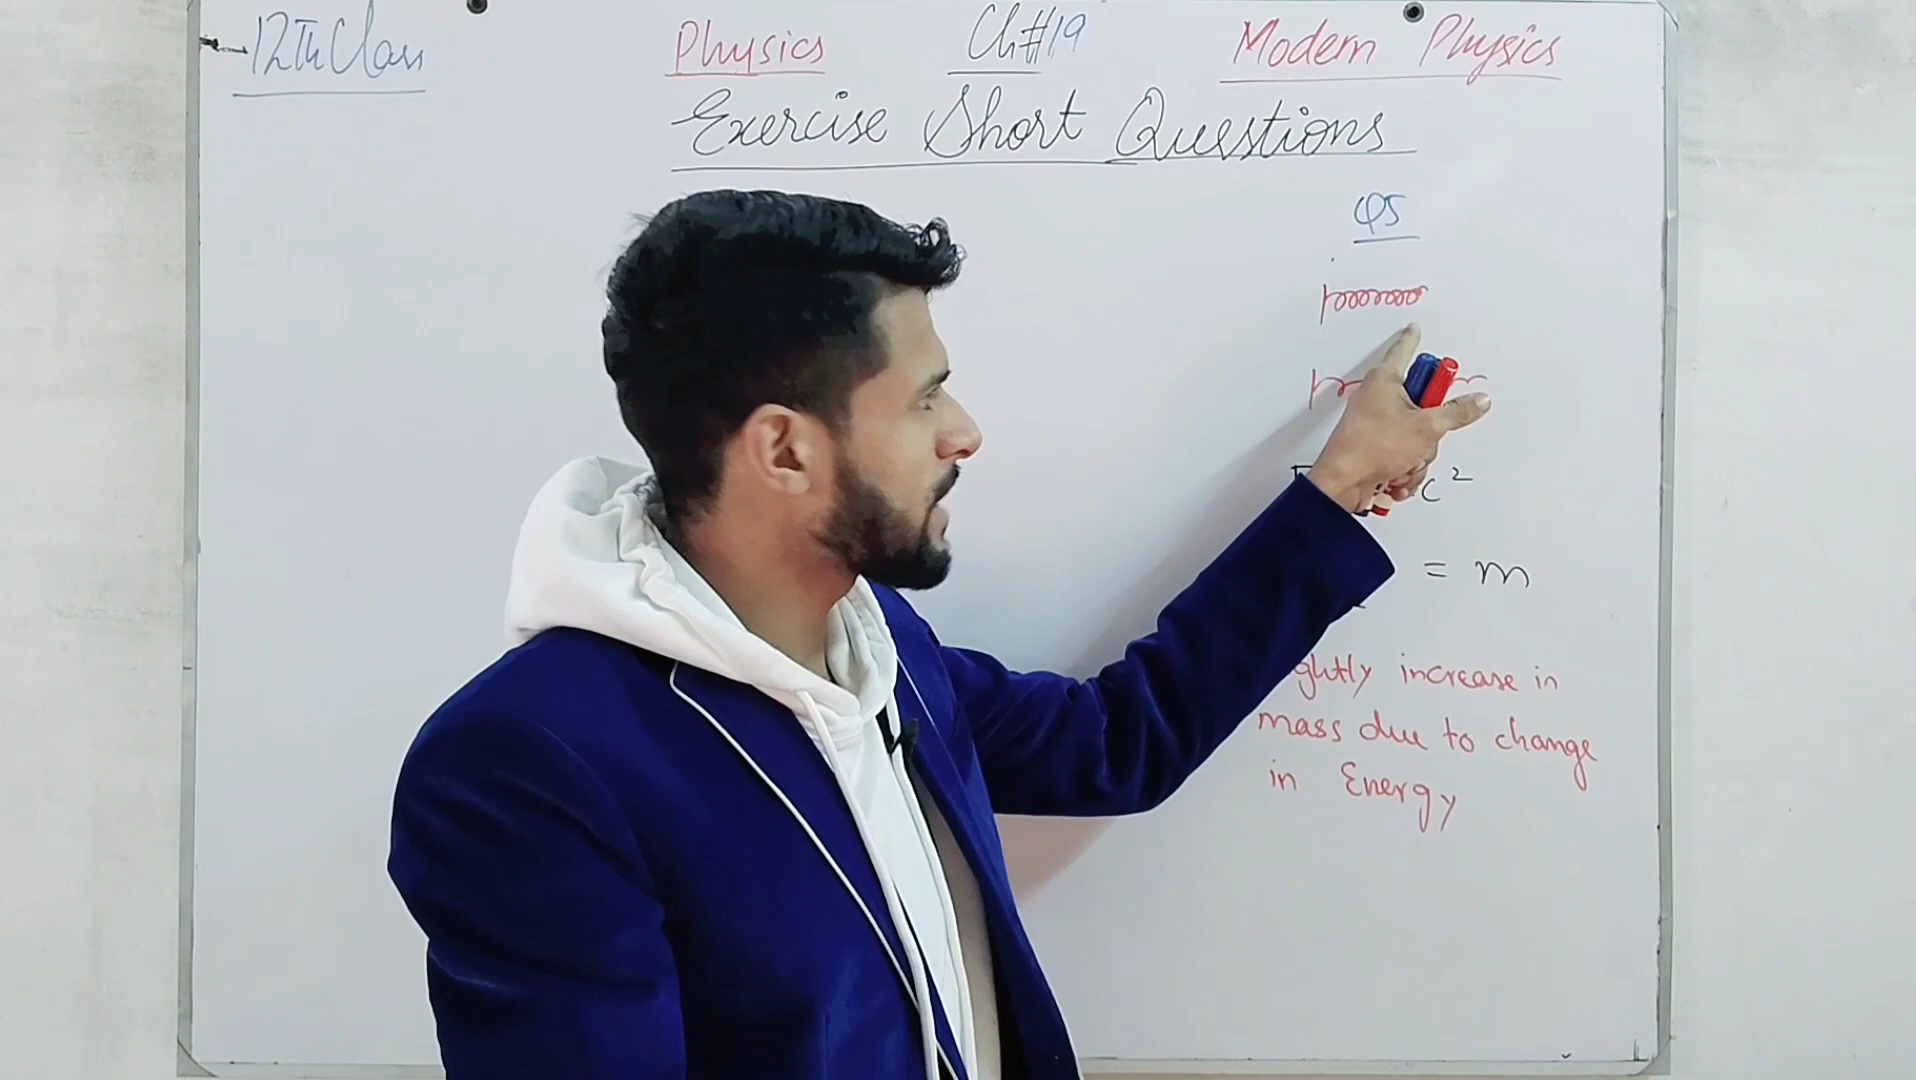 12Th Class Physics Ch#19 Modern Physics
Exercise Short Questions
Q5
c²
= m
increase in
mass due to change
in Energy